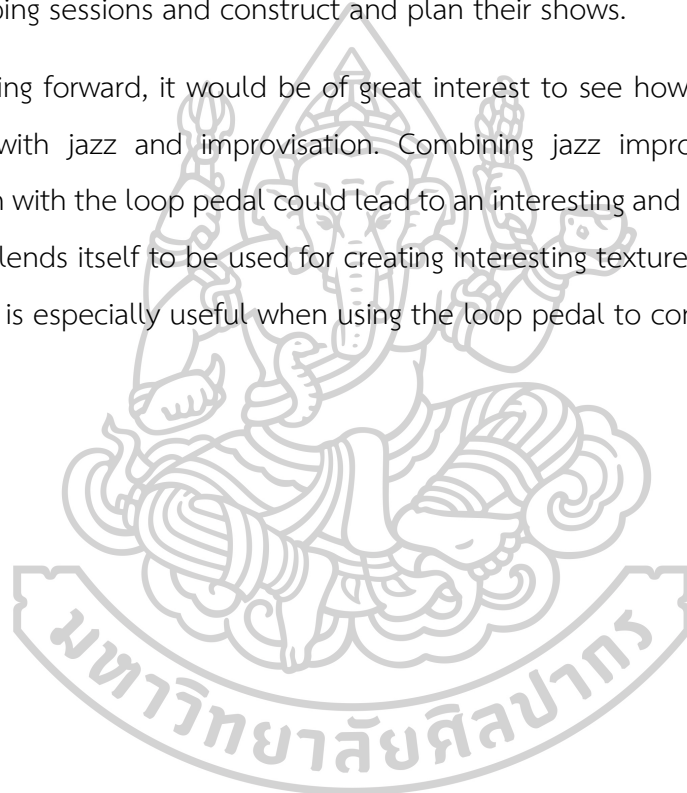 ping sessions and construct and plan their shows.
ing forward, it would be of great interest to see how
with jazz and improvisation. Combining jazz impro
with the loop pedal could lead to an interesting and
lends itself to be used for creating interesting texture
is especially useful when using the loop pedal to co
มหาวิทยาลัยศิลปากร